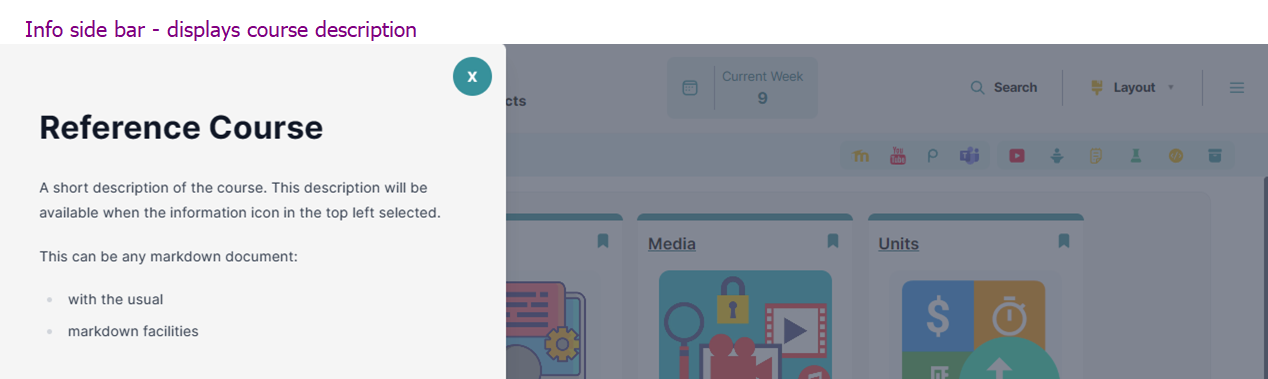 Info side bar - displays course description
x
Reference Course
A short description of the course. This description will be
available when the information icon in the top left selected.
This can be any markdown document:
with the usual
markdown facilities
cts
Current Week
9
Search
Layout
You
Tube
Media
Units